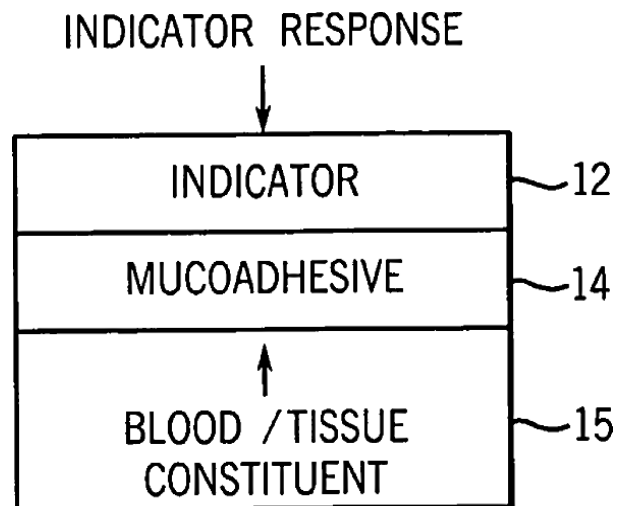 INDICATOR RESPONSE
INDICATOR
12
MUCOADHESIVE
14
BLOOD / TISSUE
CONSTITUENT
15